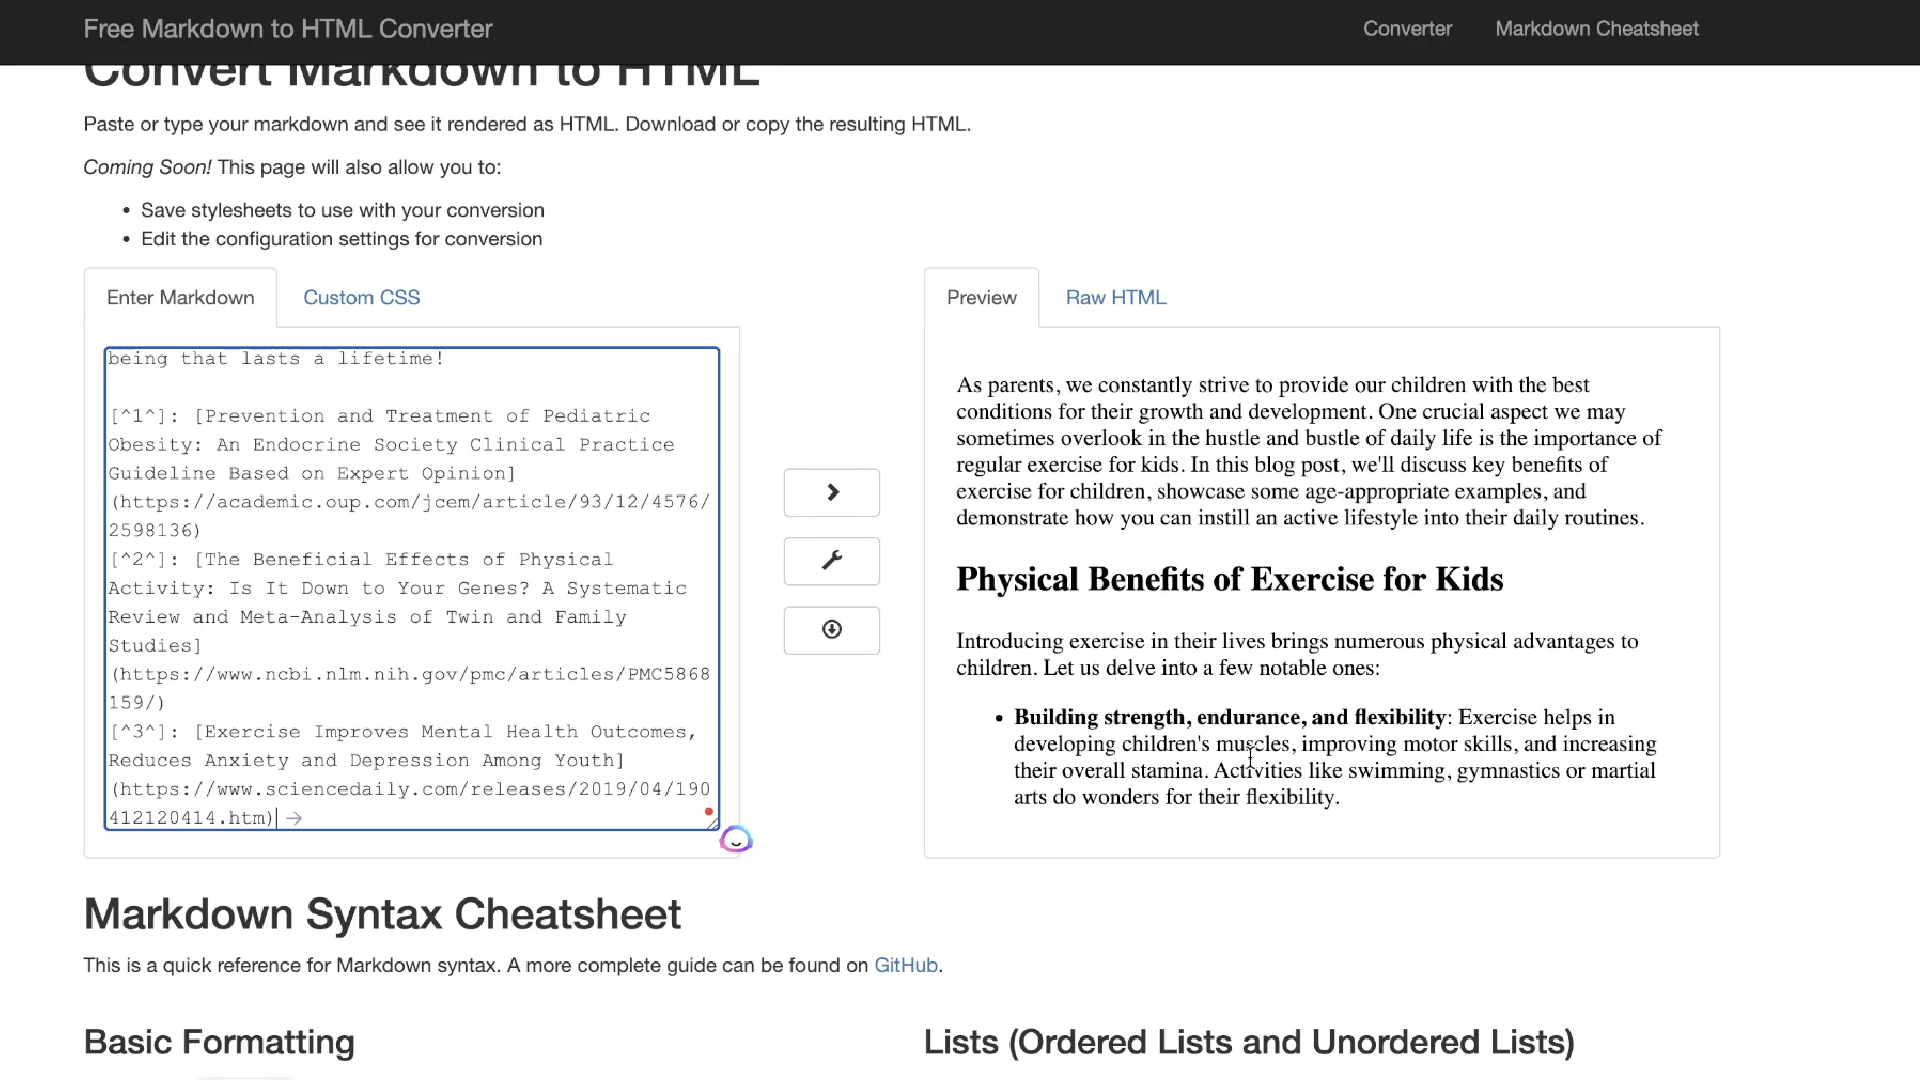 Free Markdown to HTML Converter
Converter
Markdown Cheatsheet
Convert Markdown to HTML
Paste or type your markdown and see it rendered as HTML. Download or copy the resulting HTML.
Coming Soon! This page will also allow you to:
• Save stylesheets to use with your conversion
• Edit the configuration settings for conversion
Enter Markdown
Custom CSS
being that lasts a lifetime!
[^1^]: [Prevention and Treatment of Pediatric
Obesity: An Endocrine Society Clinical Practice
Guideline Based on Expert Opinion]
(https://academic.oup.com/jcem/article/93/12/4576/
2598136)
[^2^]: [The Beneficial Effects of Physical
Activity: Is It Down to Your Genes? A Systematic
Review and Meta-Analysis of Twin and Family
Studies]
(https://www.ncbi.nlm.nih.gov/pmc/articles/PMC5868
159/)
[^3^]: [Exercise Improves Mental Health Outcomes,
Reduces Anxiety and Depression Among Youth]
(https://www.sciencedaily.com/releases/2019/04/190
412120414.htm)
Preview
Raw HTML
As parents, we constantly strive to provide our children with the best
conditions for their growth and development. One crucial aspect we may
sometimes overlook in the hustle and bustle of daily life is the importance of
regular exercise for kids. In this blog post, we'll discuss key benefits of
exercise for children, showcase some age-appropriate examples, and
demonstrate how you can instill an active lifestyle into their daily routines.
Physical Benefits of Exercise for Kids
Introducing exercise in their lives brings numerous physical advantages to
children. Let us delve into a few notable ones:
• Building strength, endurance, and flexibility: Exercise helps in
developing children's muscles, improving motor skills, and increasing
their overall stamina. Activities like swimming, gymnastics or martial
arts do wonders for their flexibility.
Markdown Syntax Cheatsheet
This is a quick reference for Markdown syntax. A more complete guide can be found on GitHub.
Basic Formatting
Lists (Ordered Lists and Unordered Lists)